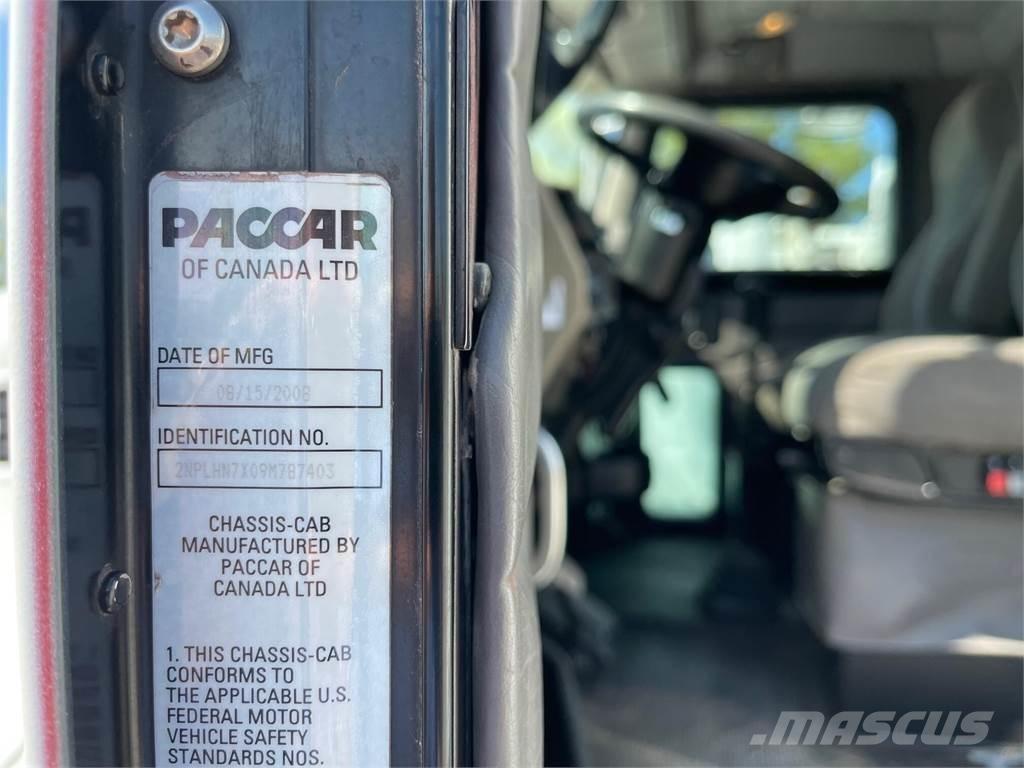 PACCAR
OF CANADA LTD
DATE OF MFG
08/15/2008
IDENTIFICATION NO.
2NPLHN7X09M787403
CHASSIS-CAB
MANUFACTURED BY
PACCAR OF
CANADA LTD
1. THIS CHASSIS-CAB
CONFORMS TO
THE APPLICABLE U.S.
FEDERAL MOTOR
VEHICLE SAFETY
STANDARDS NOS.
MASCUS